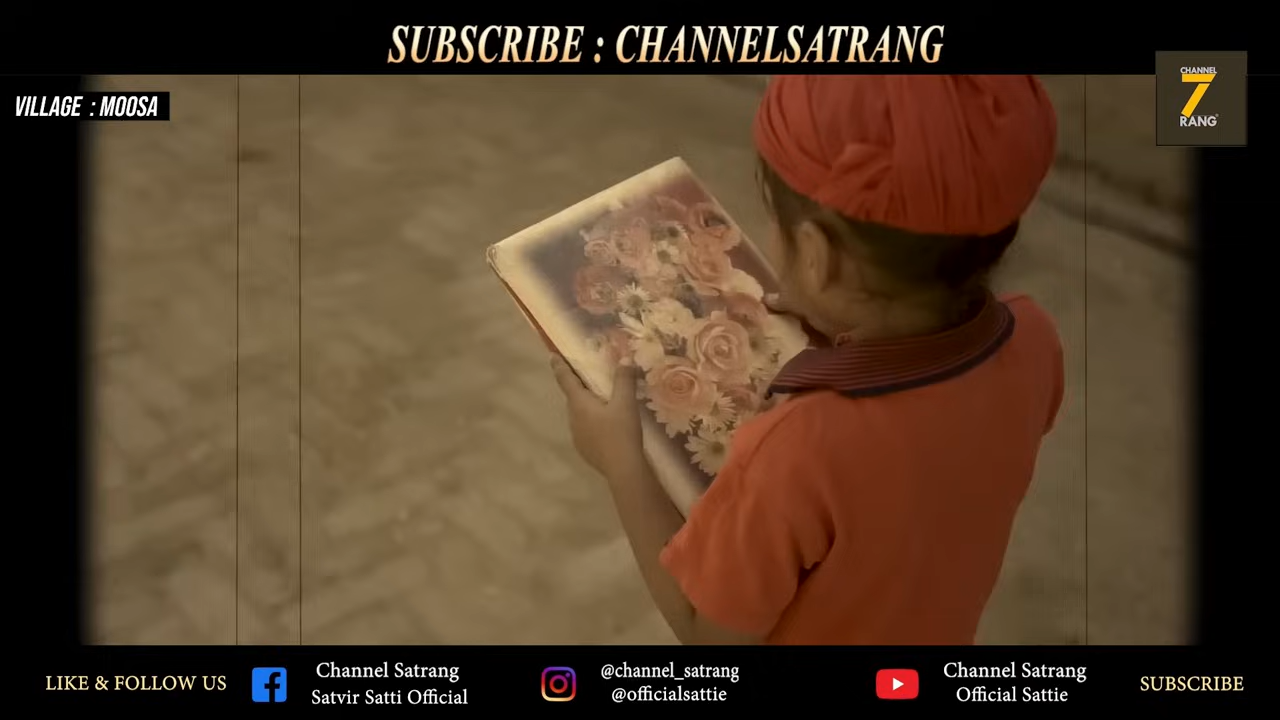 SUBSCRIBE : CHANNELSATRANG
CHANNEL
7
RANG
VILLAGE : MOOSA
LIKE & FOLLOW US
Channel Satrang
Satvir Satti Official
@channel_satrang
@officialsattie
Channel Satrang
Official Sattie
SUBSCRIBE